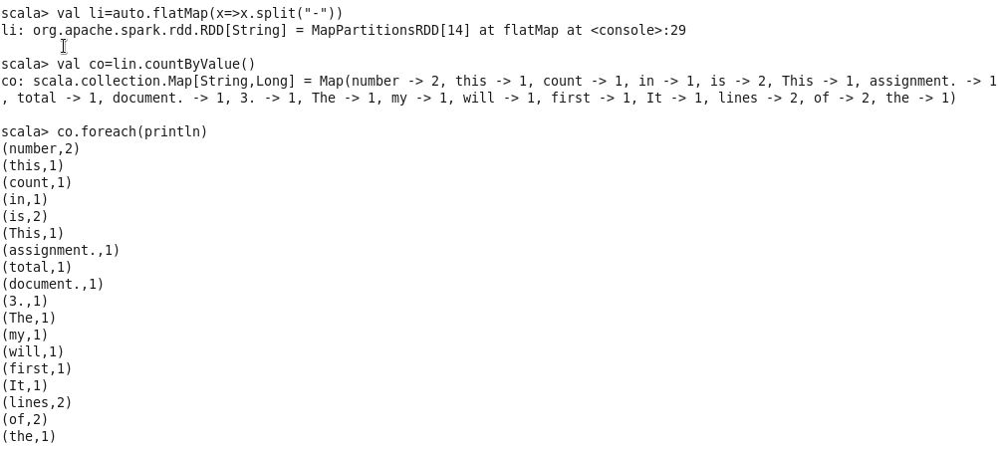 scala> val li=auto.flatMap(x=>x.split("-"))
li: org.apache.spark.rdd.RDD[String] = MapPartitionsRDD[14] at flatMap at <console>:29
scala> val co=lin.countByValue()
co: scala.collection.Map[String,Long] = Map(number -> 2, this -> 1, count -> 1, in -> 1, is -> 2, This -> 1, assignment. -> 1
, total -> 1, document. -> 1, 3. -> 1, The -> 1, my -> 1, will -> 1, first -> 1, It -> 1, lines -> 2, of -> 2, the -> 1)
scala> co.foreach(println)
(number,2)
(this,1)
(count,1)
(in,1)
(is,2)
(This,1)
(assignment.,1)
(total,1)
(document.,1)
(3.,1)
(The,1)
(my,1)
(will,1)
(first,1)
(It,1)
(lines,2)
(of,2)
(the,1)